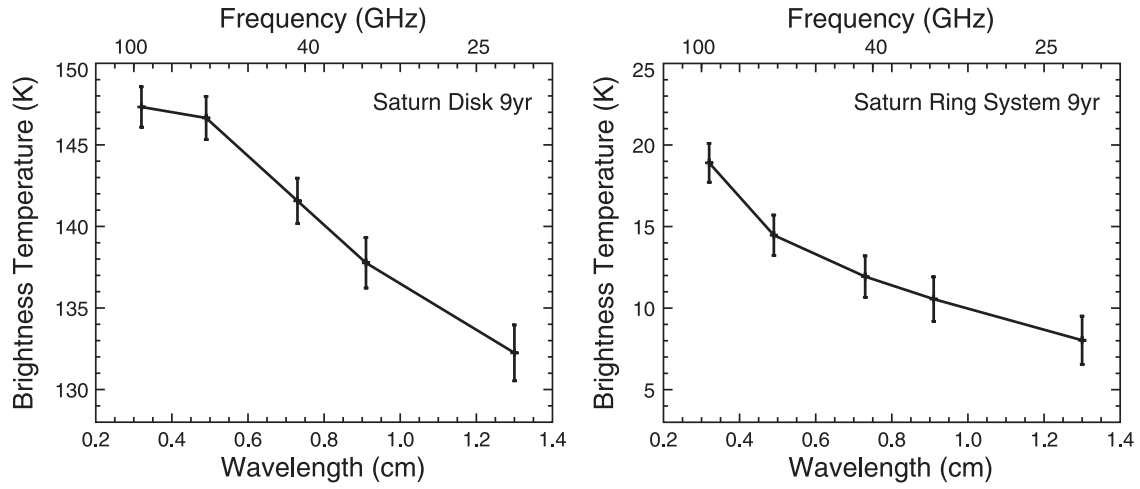 Frequency (GHz)
100 40 25
150
145
140
135
130
Brightness Temperature (K)
Saturn Disk 9yr
0.2 0.4 0.6 0.8 1.0 1.2 1.4
Wavelength (cm)
Frequency (GHz)
100 40 25
25
20
15
10
5
Brightness Temperature (K)
Saturn Ring System 9yr
0.2 0.4 0.6 0.8 1.0 1.2 1.4
Wavelength (cm)